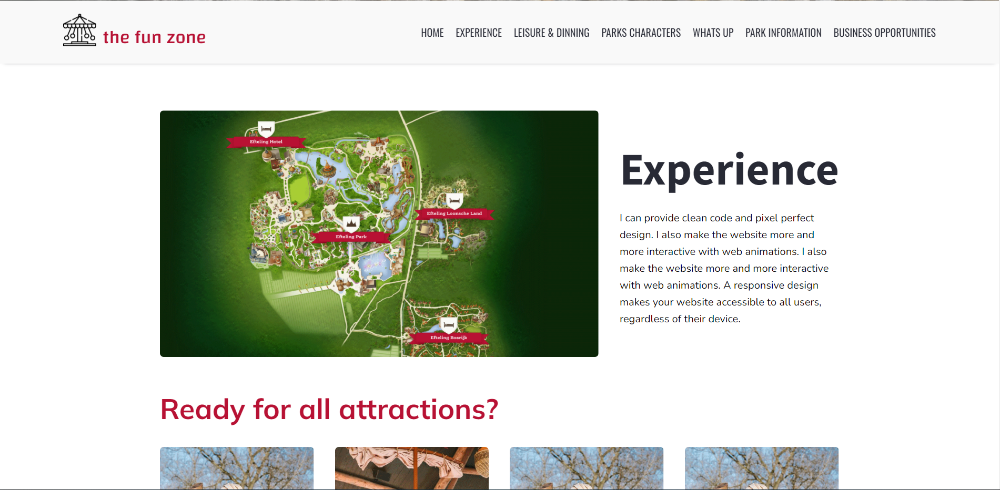 the fun zone
HOME EXPERIENCE LEISURE & DINNING PARKS CHARACTERS WHATS UP PARK INFORMATION BUSINESS OPPORTUNITIES
Efteling Hotel
Efteling Loonsche Land
Efteling Park
Efteling Bosrijk
Experience
I can provide clean code and pixel perfect
design. I also make the website more and
more interactive with web animations. I also
make the website more and more interactive
with web animations. A responsive design
makes your website accessible to all users,
regardless of their device.
Ready for all attractions?